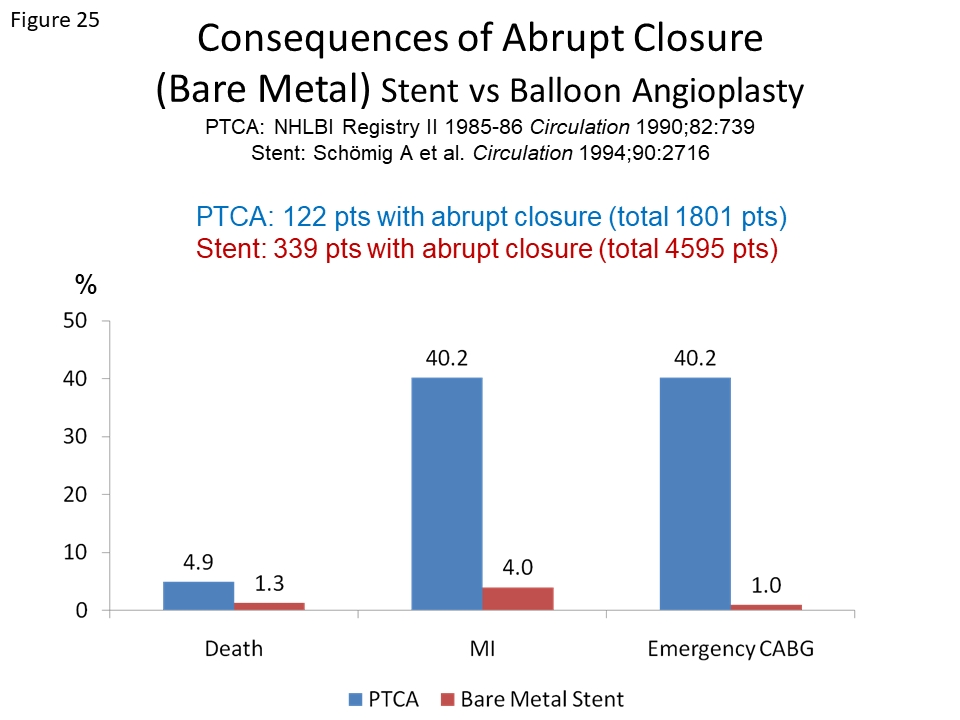 Figure 25
Consequences of Abrupt Closure
(Bare Metal) Stent vs Balloon Angioplasty
PTCA: NHLBI Registry II 1985-86 Circulation 1990;82:739
Stent: Schömig A et al. Circulation 1994;90:2716
PTCA: 122 pts with abrupt closure (total 1801 pts)
Stent: 339 pts with abrupt closure (total 4595 pts)
%
50
40
30
20
10
0
4.9
1.3
40.2
4.0
40.2
1.0
Death
MI
Emergency CABG
PTCA
Bare Metal Stent